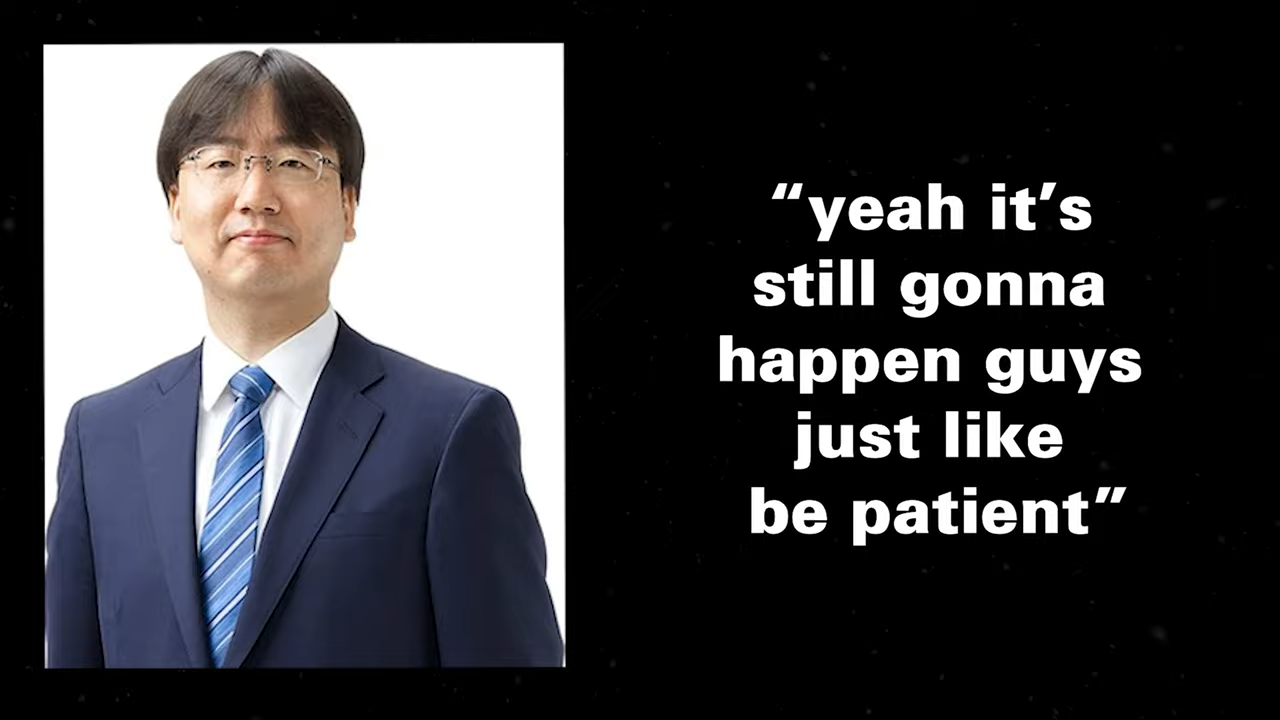 “yeah it’s
still gonna
happen guys
just like
be patient”